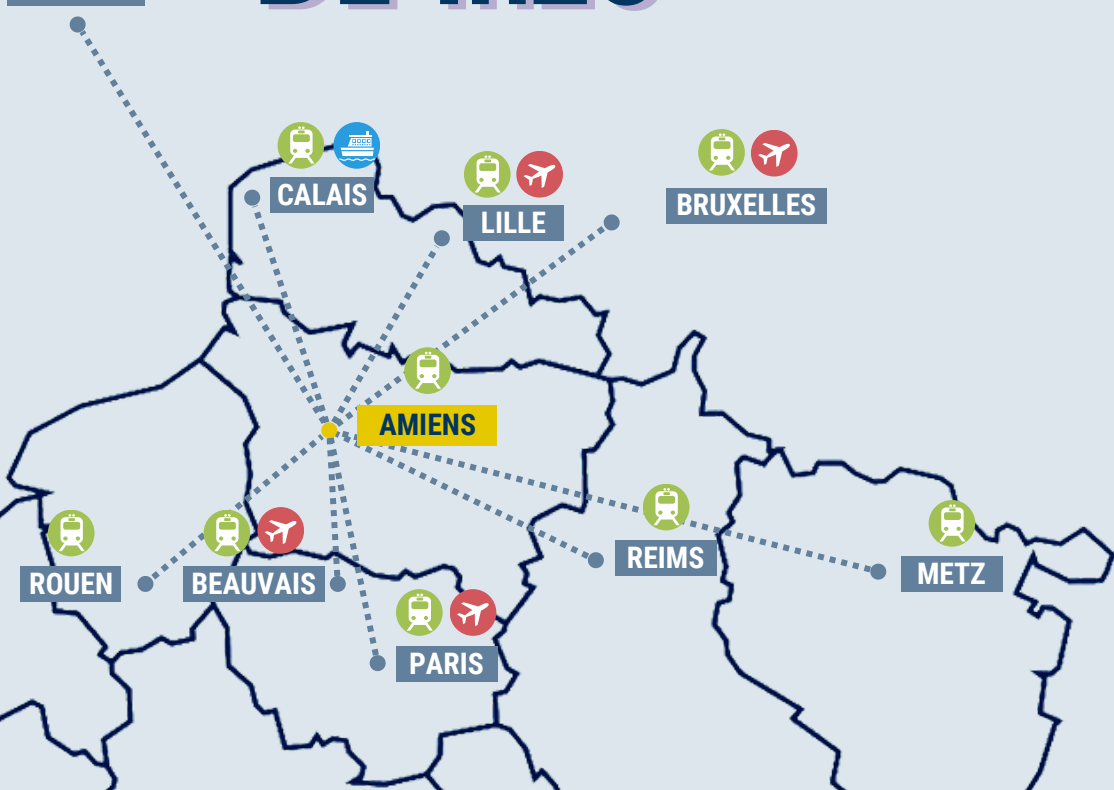 CALAIS
LILLE
BRUXELLES
AMIENS
ROUEN
BEAUVAIS
PARIS
REIMS
METZ